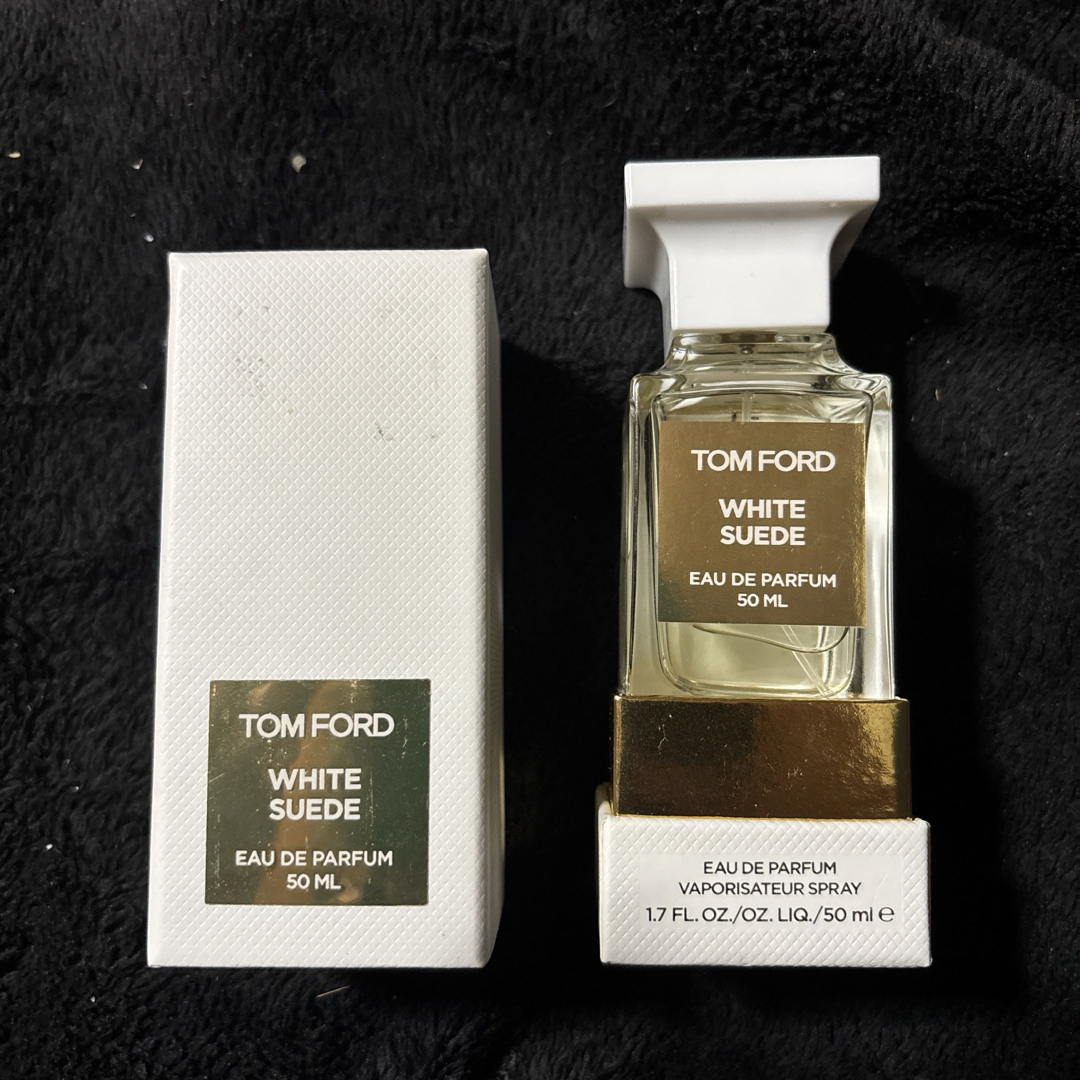 TOM FORD
WHITE
SUEDE
EAU DE PARFUM
50 ML
TOM FORD
WHITE
SUEDE
EAU DE PARFUM
50 ML
EAU DE PARFUM
VAPORISATEUR SPRAY
1.7 FL. OZ./OZ. LIQ./50 ml ℮